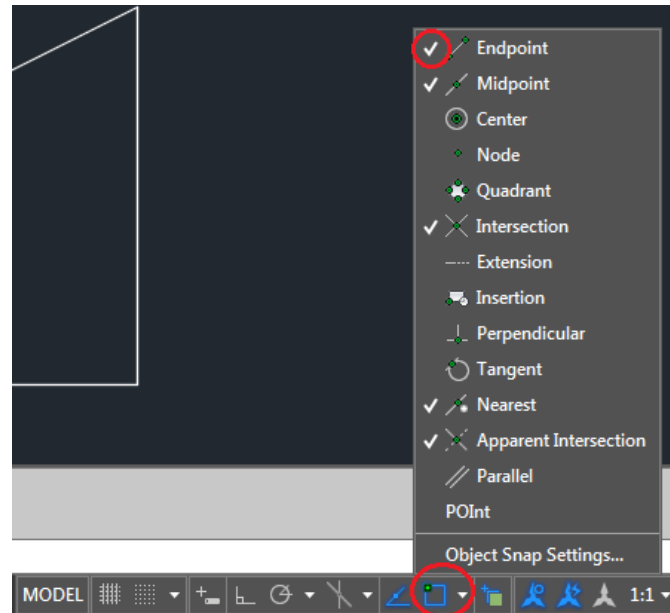 Endpoint
Midpoint
Center
Node
Quadrant
Intersection
Extension
Insertion
Perpendicular
Tangent
Nearest
Apparent Intersection
Parallel
POInt
Object Snap Settings...
MODEL 1:1